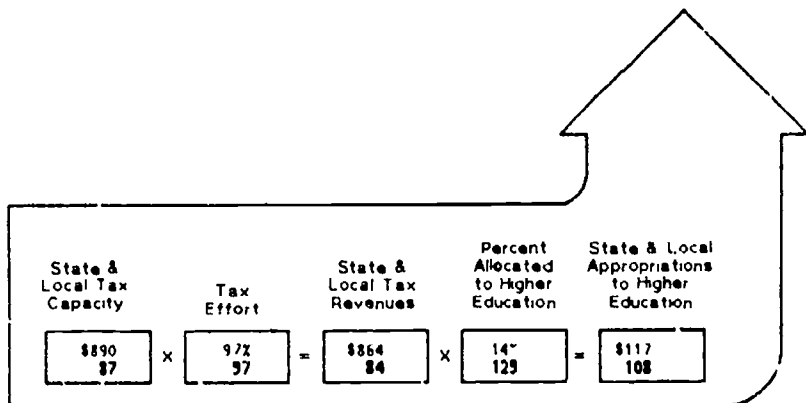 State &
Local Tax
Capacity
Tax
Effort
State &
Local Tax
Revenues
Percent
Allocated
to Higher
Education
State & Local
Appropriations
to Higher
Education
$890
87
×
97%
97
=
$864
84
×
129
=
$117
108